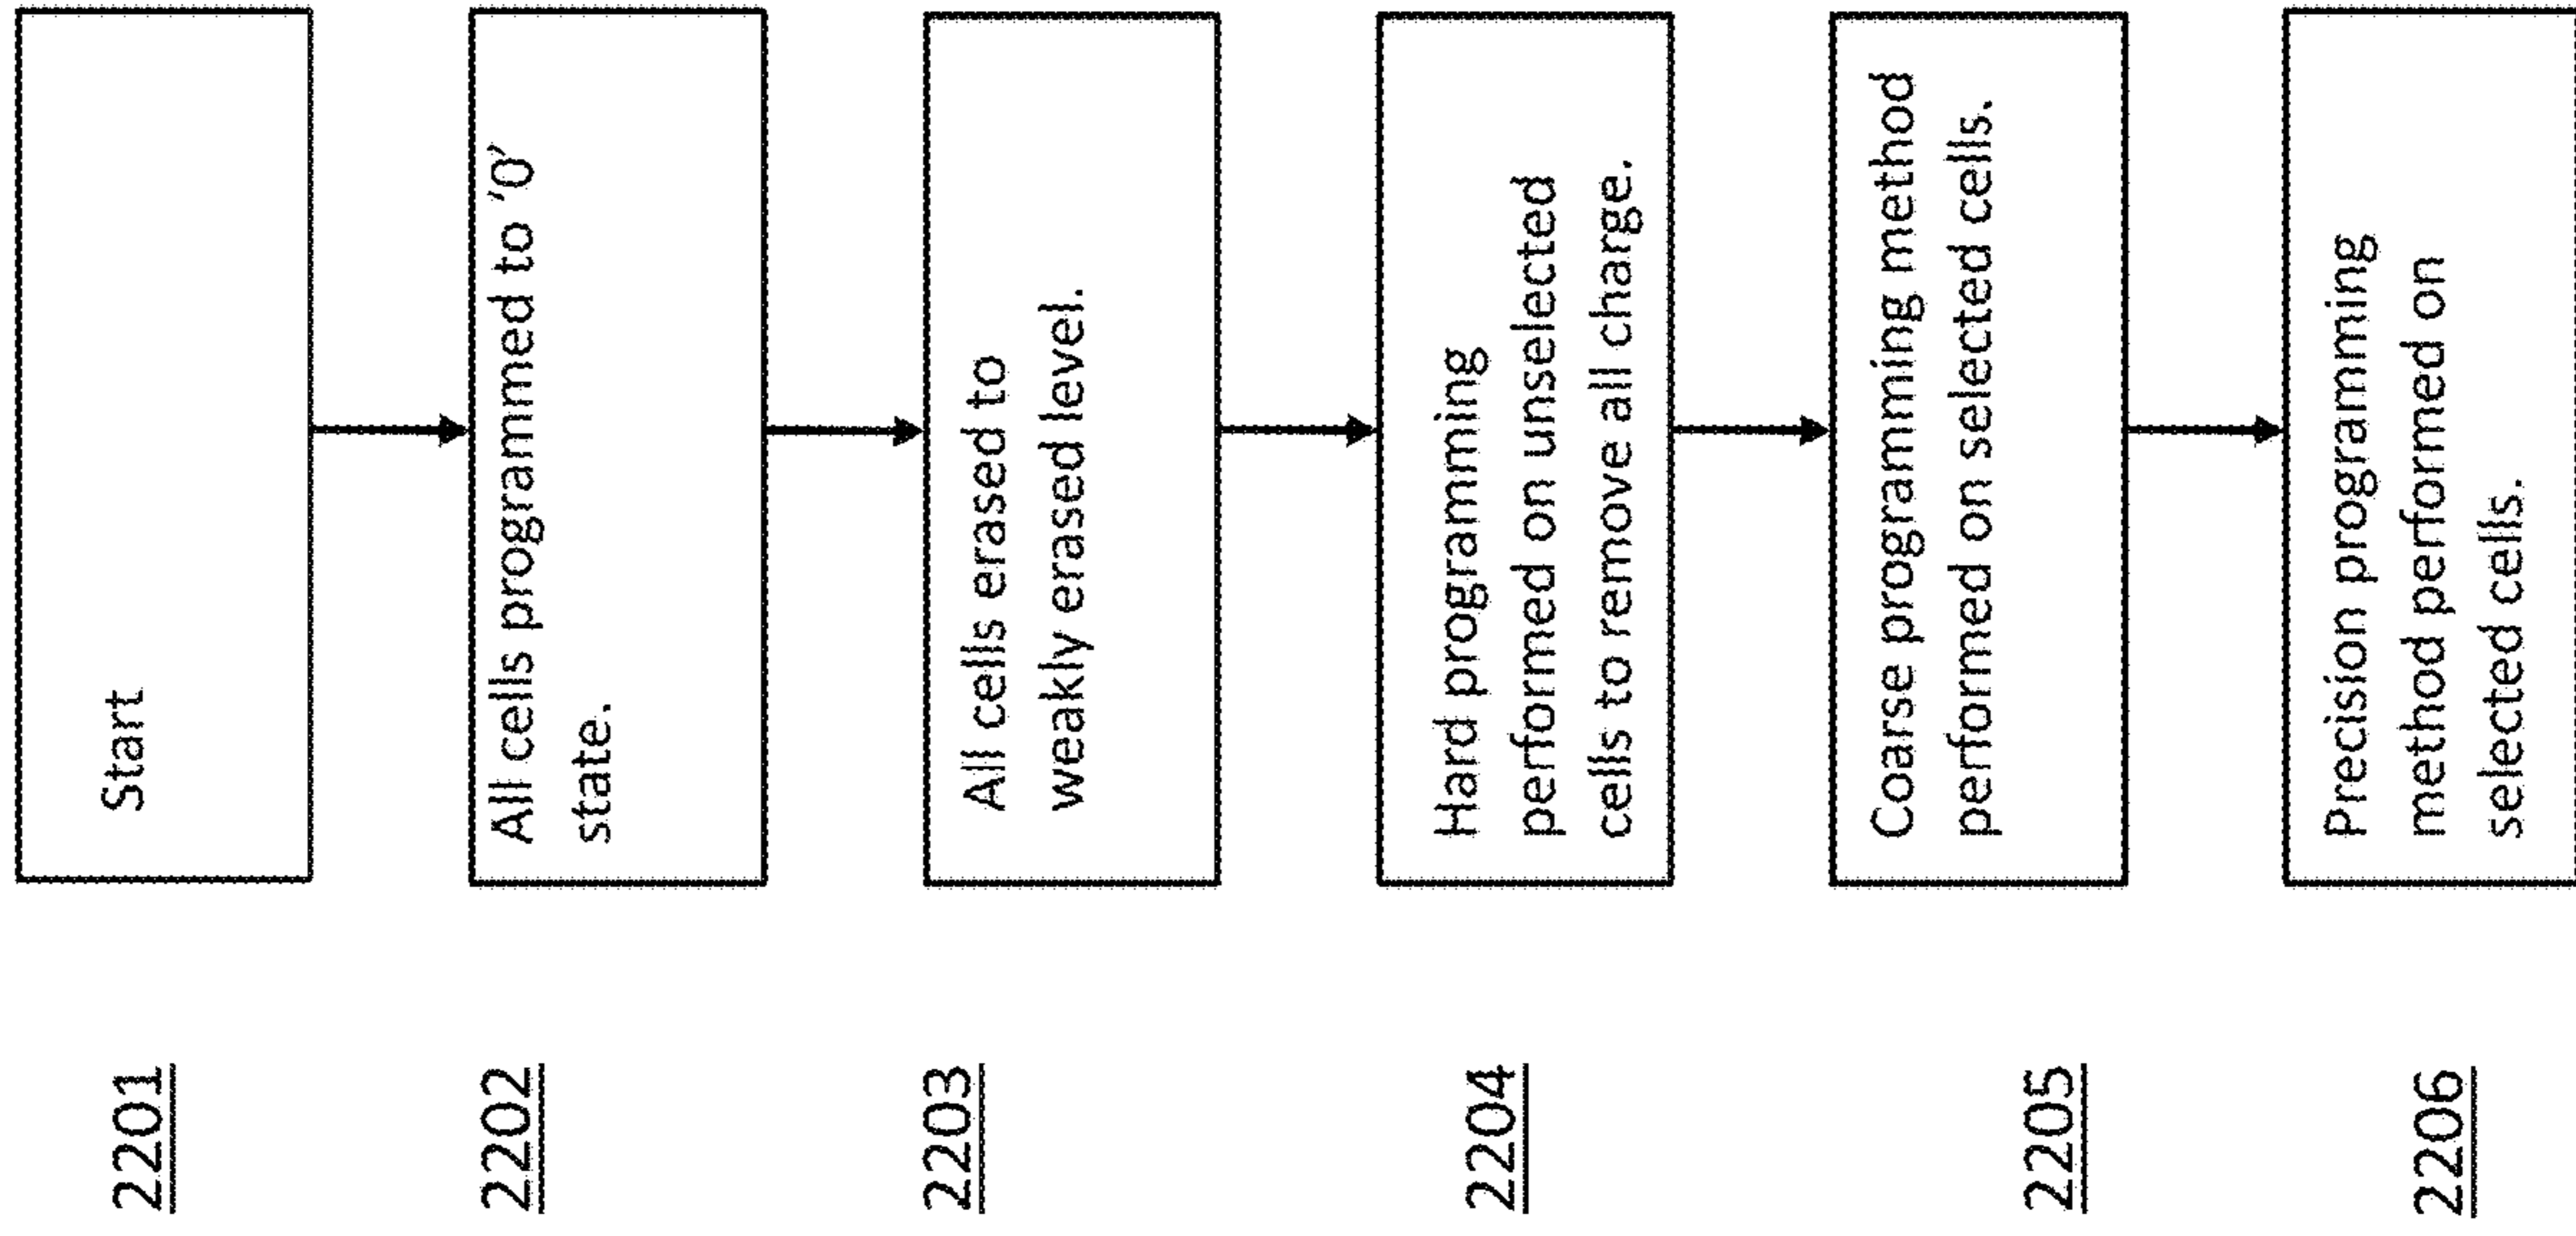 2201
Start
2202
All cells programmed to '0'
state.
2203
All cells erased to
weakly erased level.
2204
Hard programming
performed on unselected
cells to remove all charge.
2205
Coarse programming method
performed on selected cells.
2206
Precision programming
method performed on
selected cells.